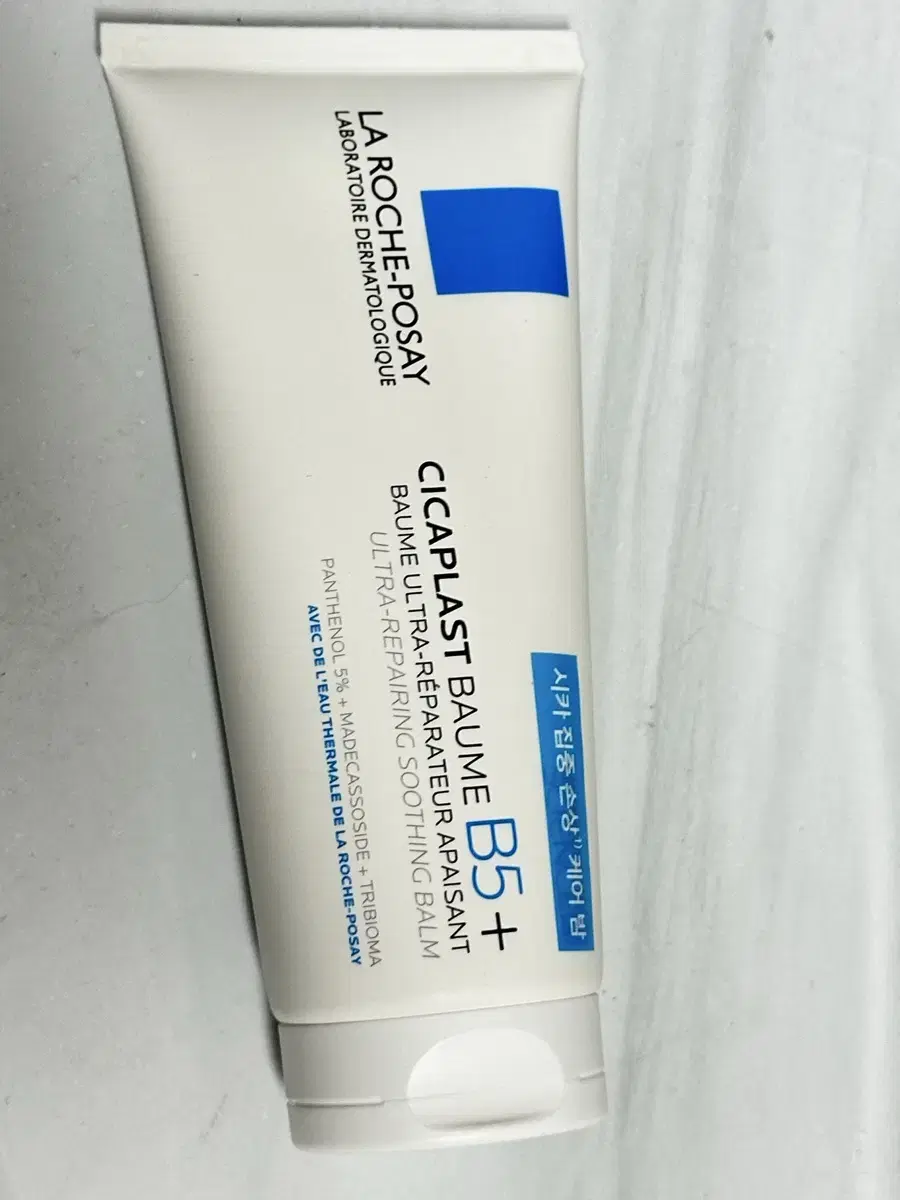 LA ROCHE-POSAY
LABORATOIRE DERMATOLOGIQUE
시카 집중 손상¹⁾ 케어 밤
CICAPLAST BAUME B5+
BAUME ULTRA-RÉPARATEUR APAISANT
ULTRA-REPAIRING SOOTHING BALM
PANTHENOL 5% + MADECASSOSIDE + TRIBIOMA
AVEC DE L'EAU THERMALE DE LA ROCHE-POSAY